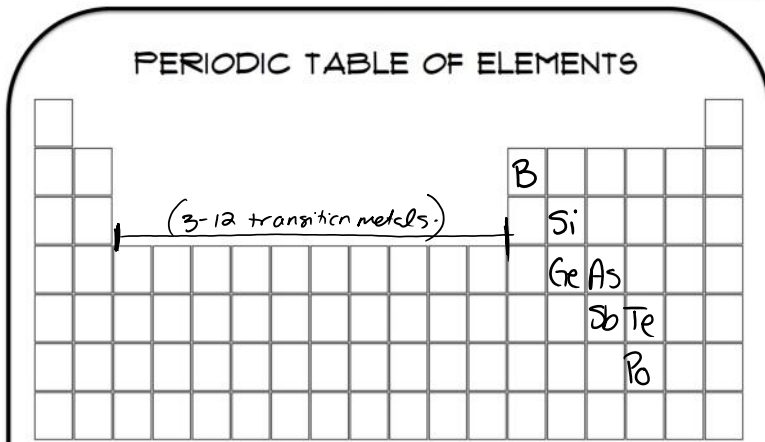 PERIODIC TABLE OF ELEMENTS
B
(3-12 transition metals.)
Si
Ge As
Sb Te
Po